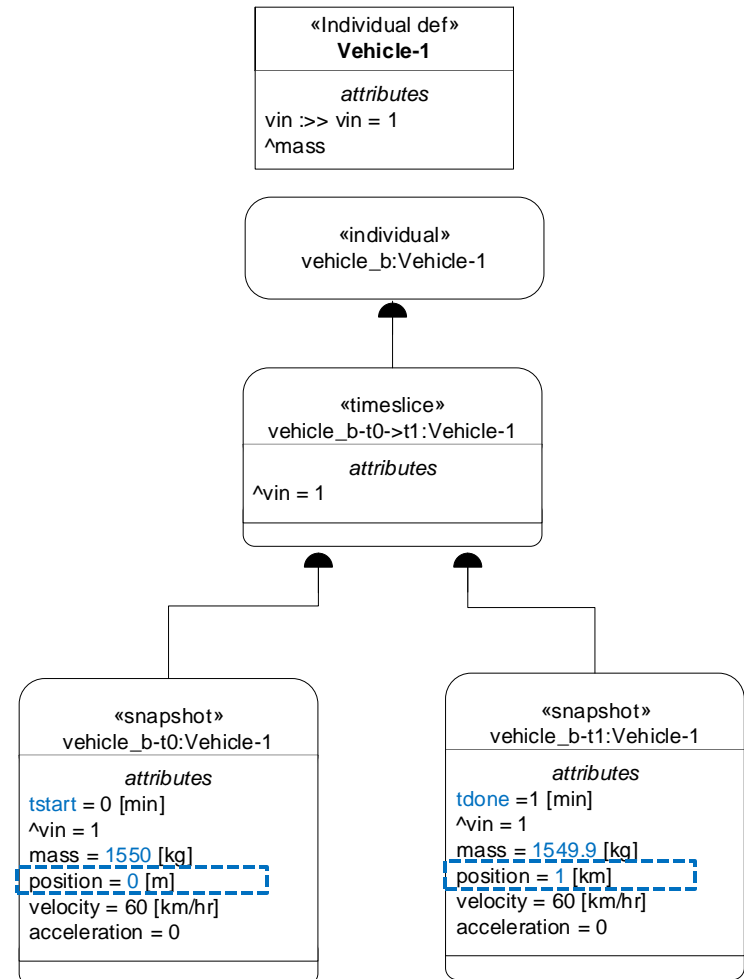 «Individual def»
Vehicle-1
attributes
vin :>> vin = 1
^mass
«individual»
vehicle_b:Vehicle-1
«timeslice»
vehicle_b-t0->t1:Vehicle-1
attributes
^vin = 1
«snapshot»
vehicle_b-t0:Vehicle-1
attributes
tstart = 0 [min]
^vin = 1
mass = 1550 [kg]
position = 0 [m]
velocity = 60 [km/hr]
acceleration = 0
«snapshot»
vehicle_b-t1:Vehicle-1
attributes
tdone =1 [min]
^vin = 1
mass = 1549.9 [kg]
position = 1 [km]
velocity = 60 [km/hr]
acceleration = 0